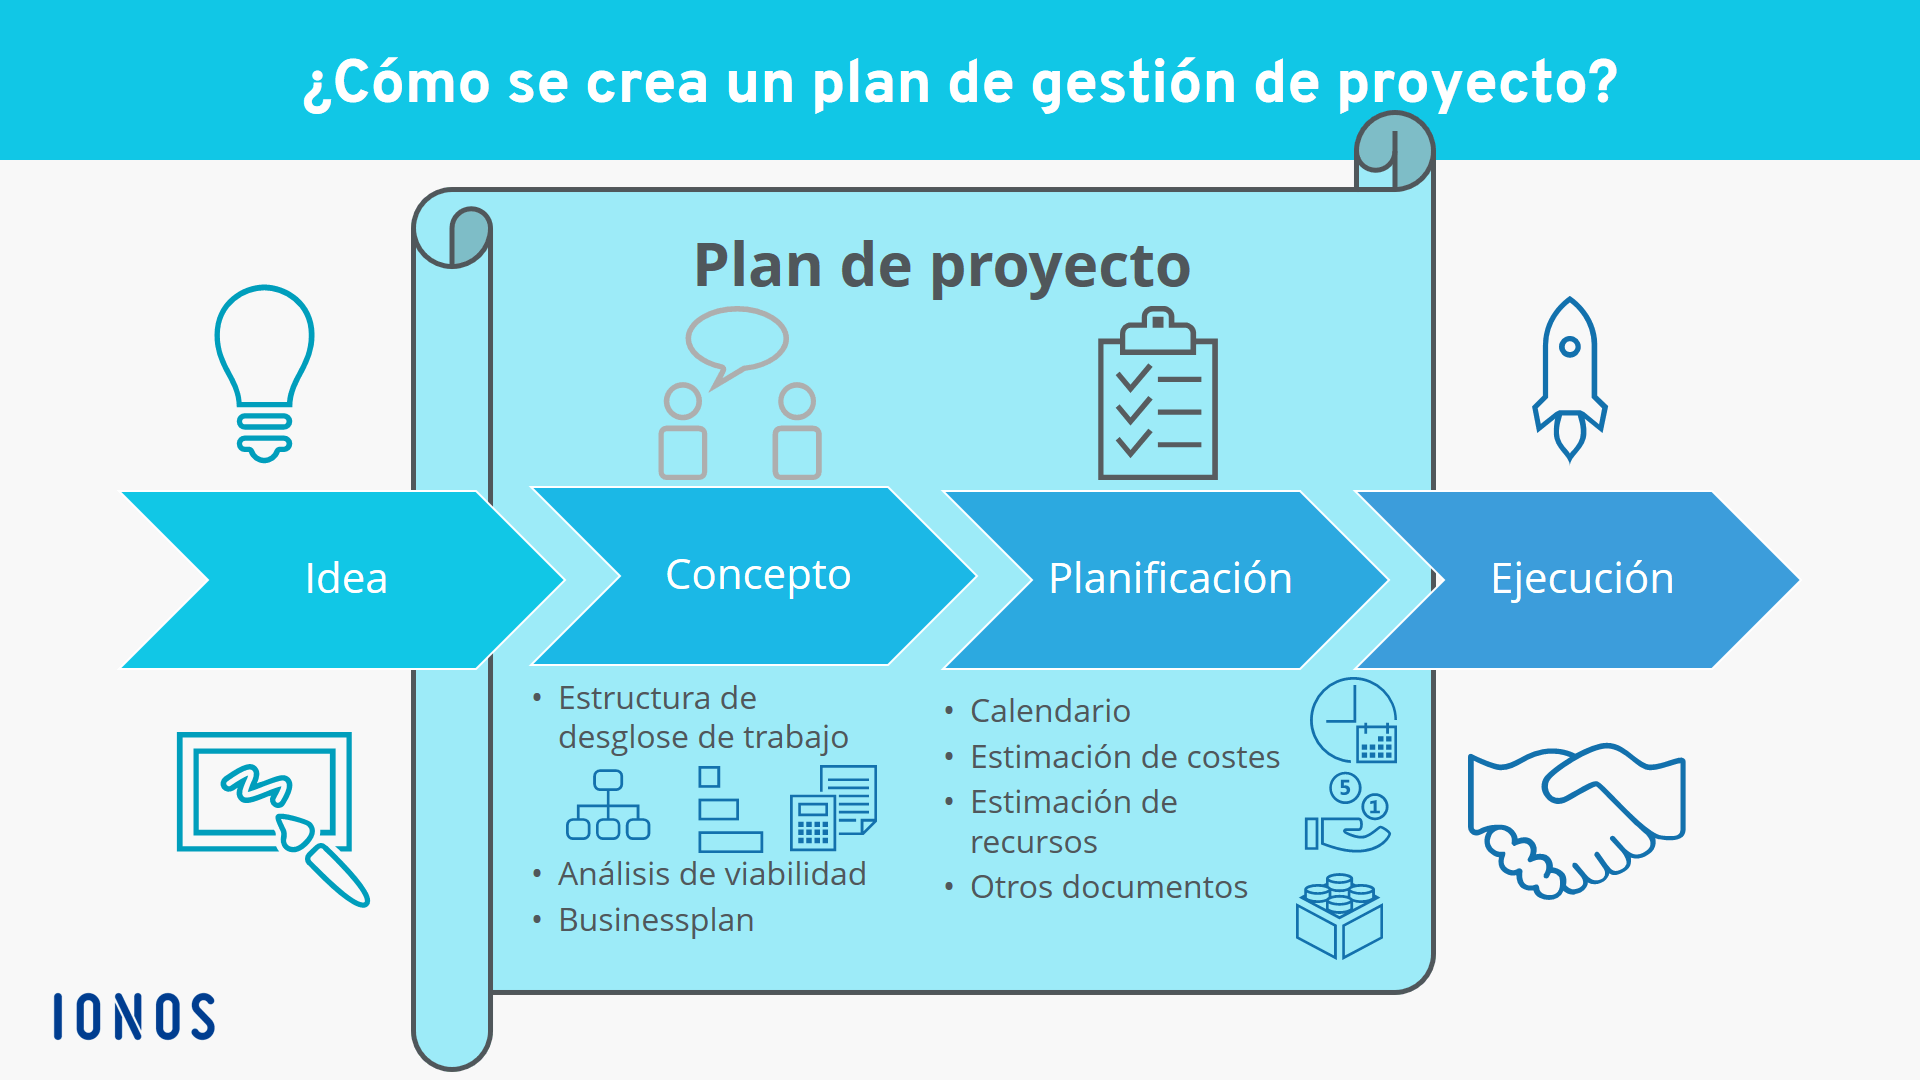 ¿Cómo se crea un plan de gestión de proyecto?
Plan de proyecto
Idea
Concepto
Planificación
Ejecución
• Estructura de
desglose de trabajo
• Análisis de viabilidad
• Businessplan
• Calendario
• Estimación de costes
• Estimación de
recursos
• Otros documentos
5
1
IONOS